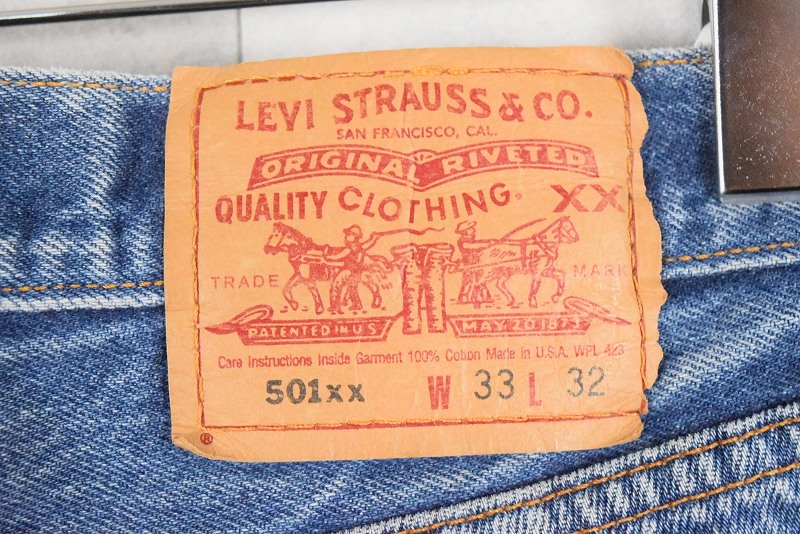 LEVI STRAUSS & CO.
SAN FRANCISCO, CAL.
ORIGINAL RIVETED
QUALITY CLOTHING. XX
TRADE MARK
PATENTED IN U.S. MAY 20 1873
Care Instructions Inside Garment 100% Cotton Made in U.S.A. WPL 423
501xx W 33 L 32
®